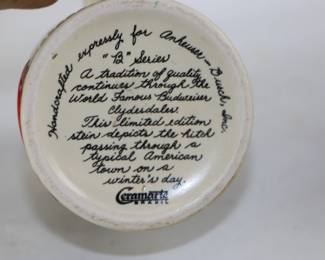 Handcrafted expressly for Anheuser-Busch, Inc.
"B" Series
A tradition of quality
continues through the
World Famous Budweiser
Clydesdales.
This limited edition
stein depicts the hitch
passing through a
typical American
town on a
winter's day.
Ceramarte
BRAZIL